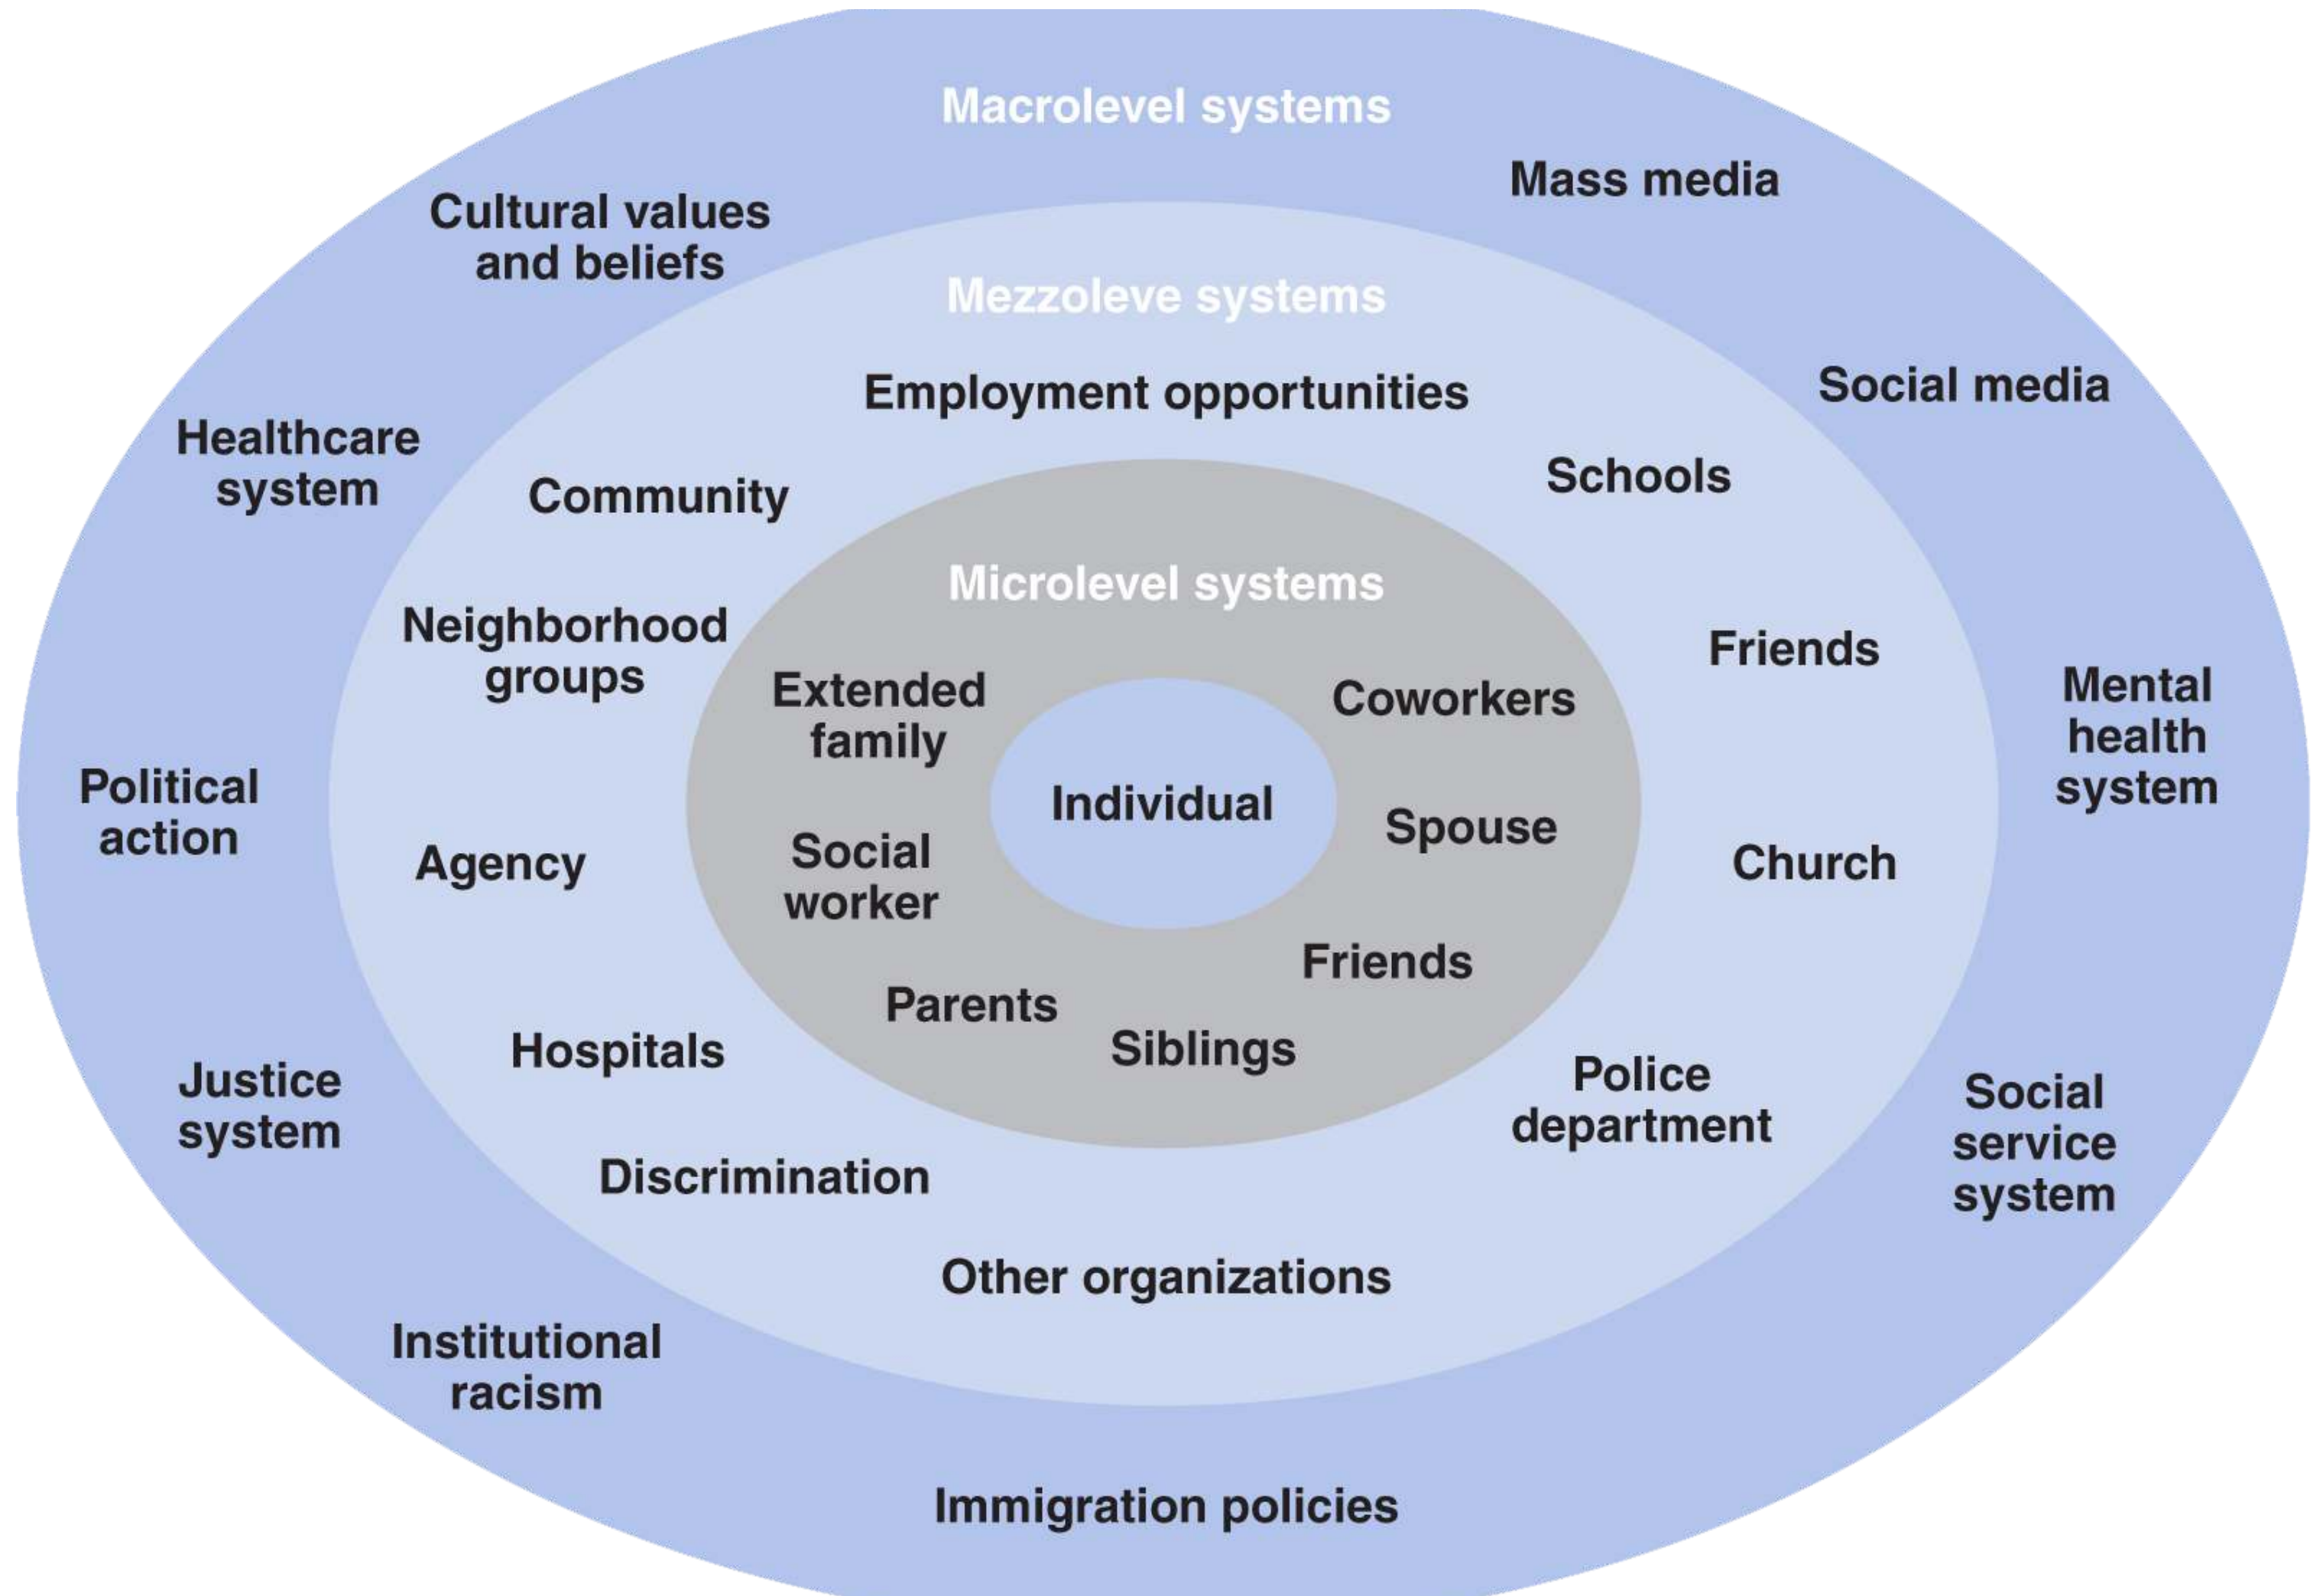 Macrolevel systems
Mass media
Cultural values
and beliefs
Mezzoleve systems
Employment opportunities
Social media
Healthcare
system
Community
Schools
Microlevel systems
Neighborhood
groups
Friends
Extended
family
Coworkers
Mental
health
system
Individual
Political
action
Spouse
Agency
Social
worker
Church
Friends
Parents
Siblings
Hospitals
Police
department
Justice
system
Social
service
system
Discrimination
Other organizations
Institutional
racism
Immigration policies